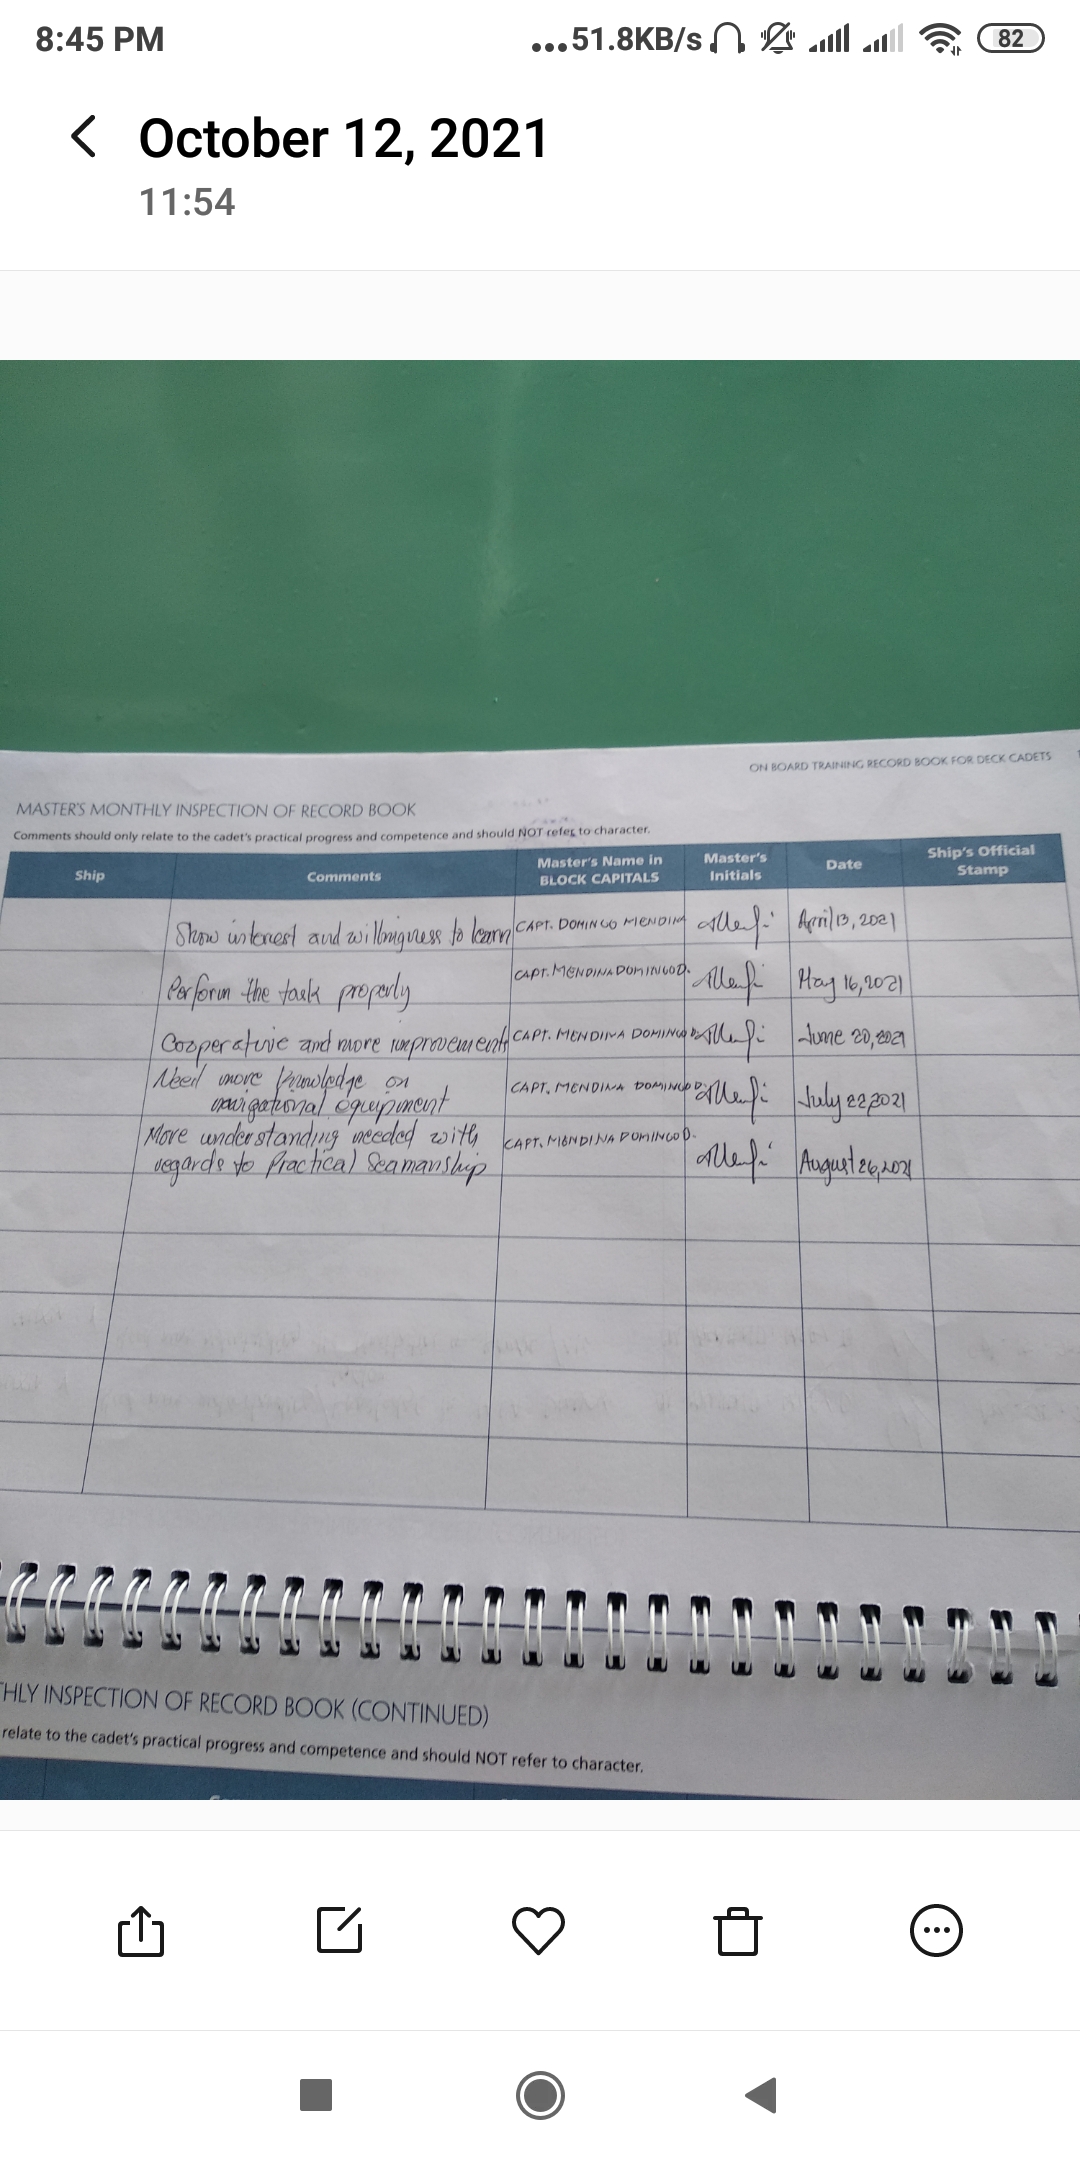 8:45 PM
...51.8KB/s
82
October 12, 2021
11:54
ON BOARD TRAINING RECORD BOOK FOR DECK CADETS
MASTER'S MONTHLY INSPECTION OF RECORD BOOK
Comments should only relate to the cadet's practical progress and competence and should NOT refer to character.
Ship Comments Master's Name in BLOCK CAPITALS Master's Initials Date Ship's Official Stamp
Show interest and willingness to learn CAPT. DOMINGO MENDINA April 13, 2021
Perform the task properly CAPT. MENDINA DOMINGO D. May 16, 2021
Cooperative and more improvement CAPT. MENDINA DOMINGO D. June 20, 2021
Need more knowledge on
navigational equipment CAPT. MENDINA DOMINGO D. July 22, 2021
More understanding needed with
regards to Practical Seamanship CAPT. MENDINA DOMINGO D. August 26, 2021
THLY INSPECTION OF RECORD BOOK (CONTINUED)
relate to the cadet's practical progress and competence and should NOT refer to character.